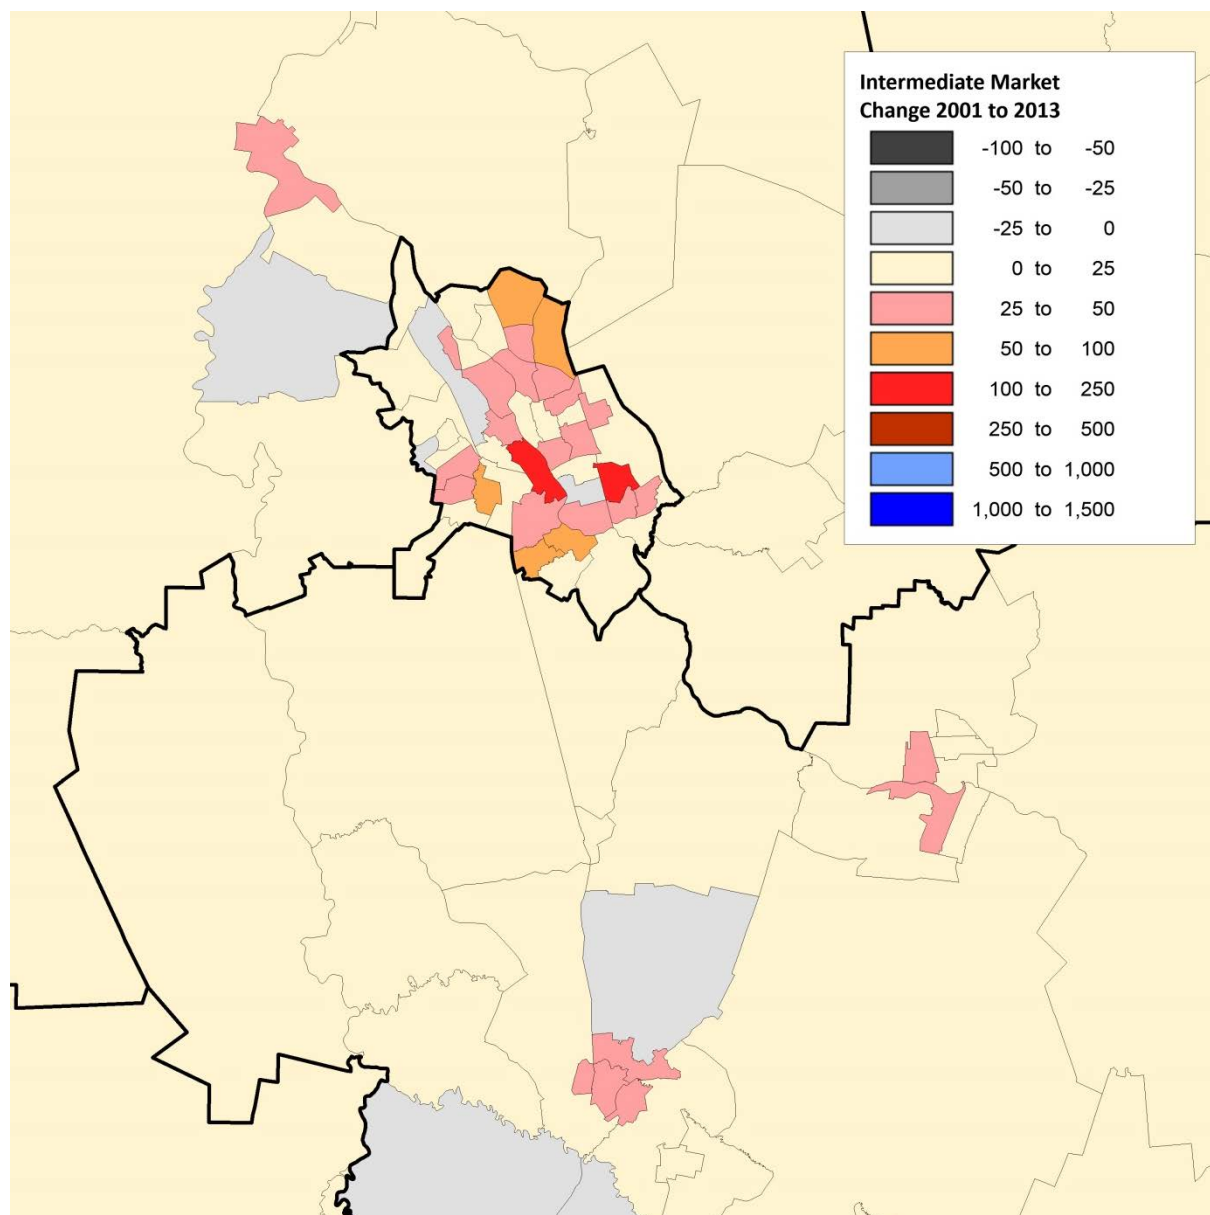 Intermediate Market
Change 2001 to 2013
-100 to -50
-50 to -25
-25 to 0
0 to 25
25 to 50
50 to 100
100 to 250
250 to 500
500 to 1,000
1,000 to 1,500